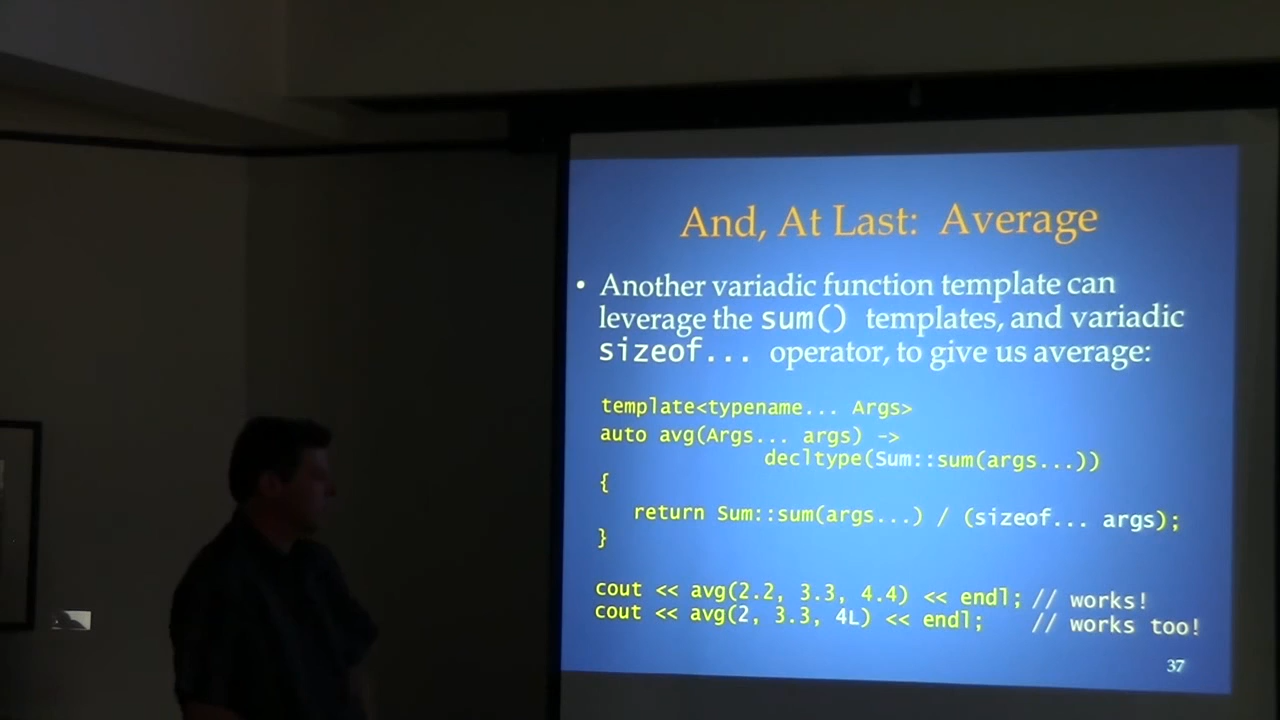 And, At Last: Average
• Another variadic function template can
leverage the sum() templates, and variadic
sizeof... operator, to give us average:
template<typename... Args>
auto avg(Args... args) ->
decltype(Sum::sum(args...))
{
return Sum::sum(args...) / (sizeof... args);
}
cout << avg(2.2, 3.3, 4.4) << endl; // works!
cout << avg(2, 3.3, 4L) << endl; // works too!
37